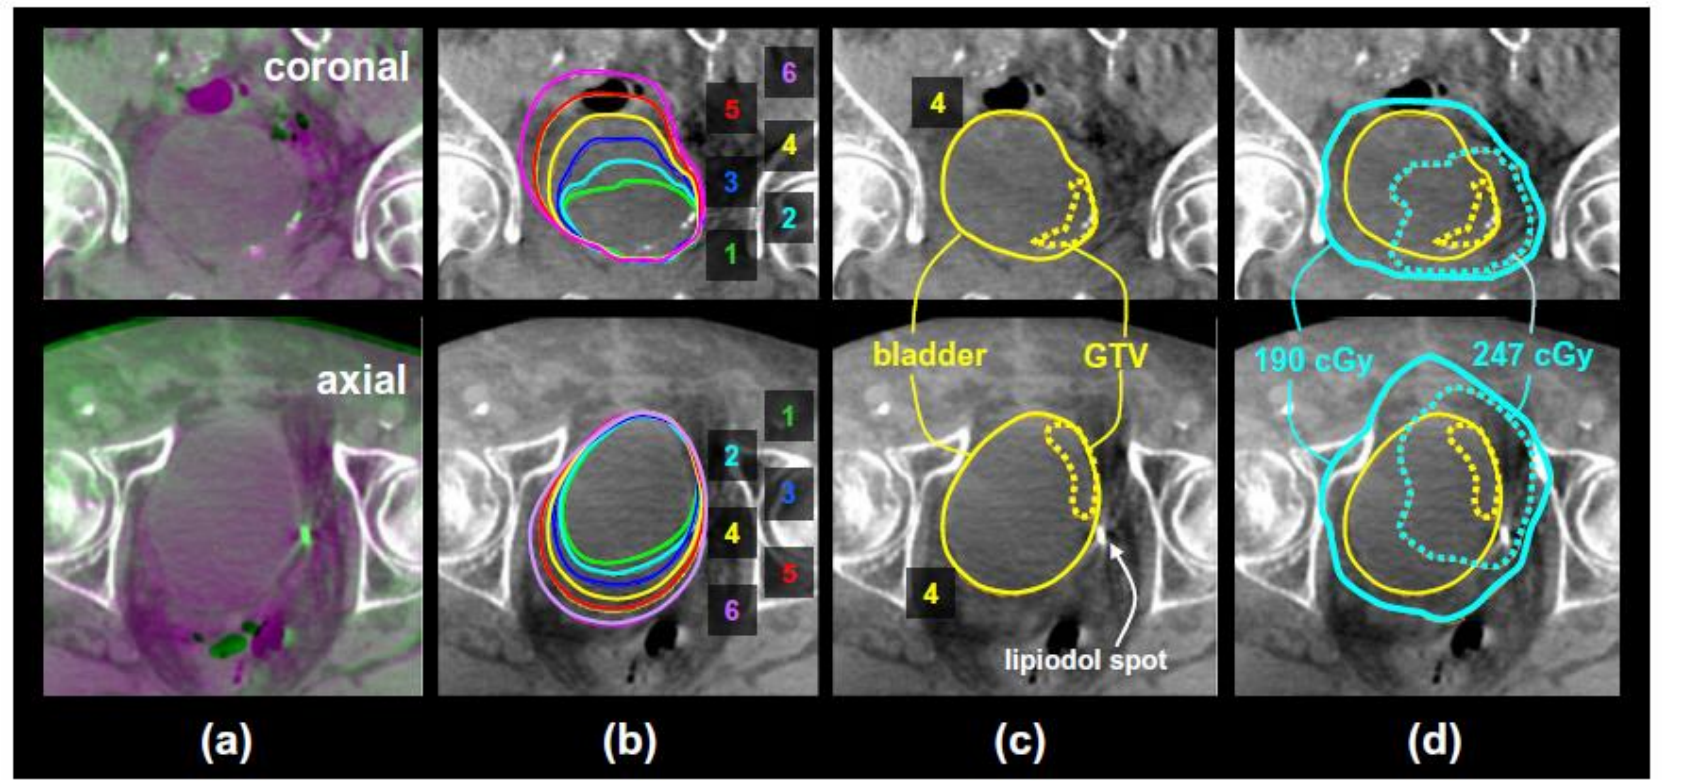 coronal
6
5
4
3
2
1
4
bladder
GTV
190 cGy
247 cGy
axial
1
2
3
4
5
6
4
lipiodol spot
(a)
(b)
(c)
(d)